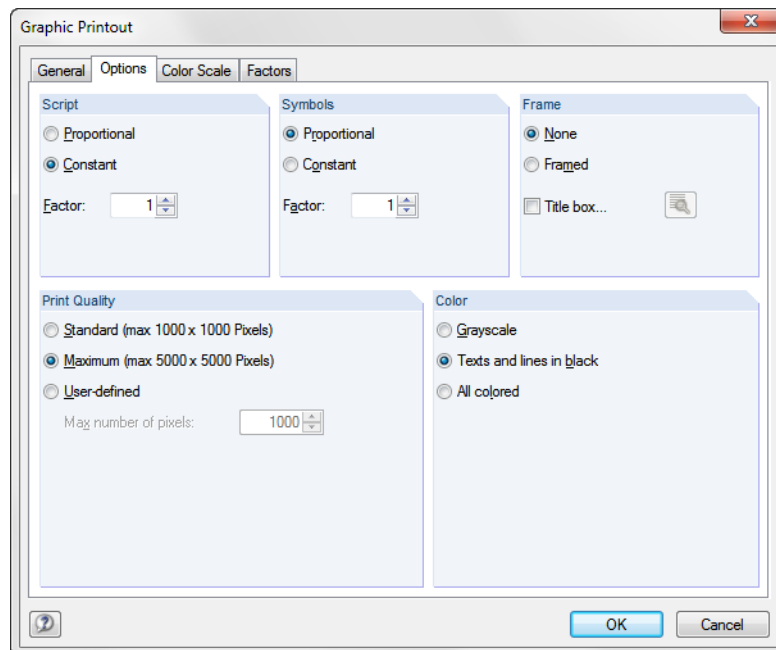 Graphic Printout
General Options Color Scale Factors
Script
Proportional
Constant
Factor: 1
Symbols
Proportional
Constant
Factor: 1
Frame
None
Framed
Title box...
Print Quality
Standard (max 1000 x 1000 Pixels)
Maximum (max 5000 x 5000 Pixels)
User-defined
Max number of pixels: 1000
Color
Grayscale
Texts and lines in black
All colored
OK Cancel